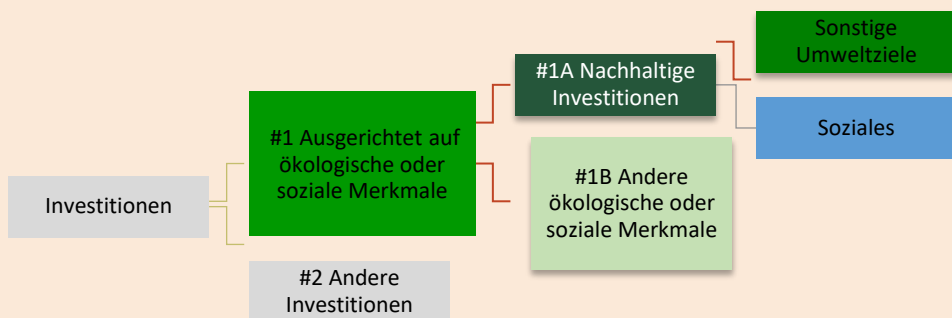 Investitionen
#1 Ausgerichtet auf
ökologische oder
soziale Merkmale
#2 Andere
Investitionen
#1A Nachhaltige
Investitionen
#1B Andere
ökologische oder
soziale Merkmale
Sonstige
Umweltziele
Soziales